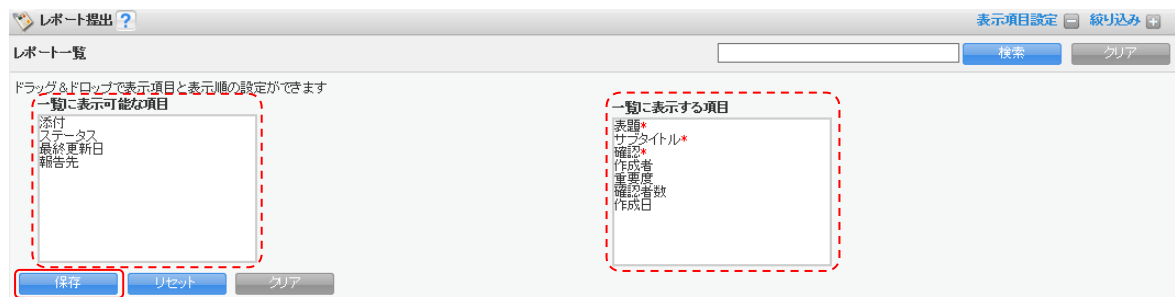 レポート提出 ?
表示項目設定 絞り込み
レポート一覧
検索 クリア
ドラッグ&ドロップで表示項目と表示順の設定ができます
一覧に表示可能な項目
添付
ステータス
最終更新日
報告先
一覧に表示する項目
表題*
サブタイトル*
確認*
作成者
重要度
確認者数
作成日
保存 リセット クリア